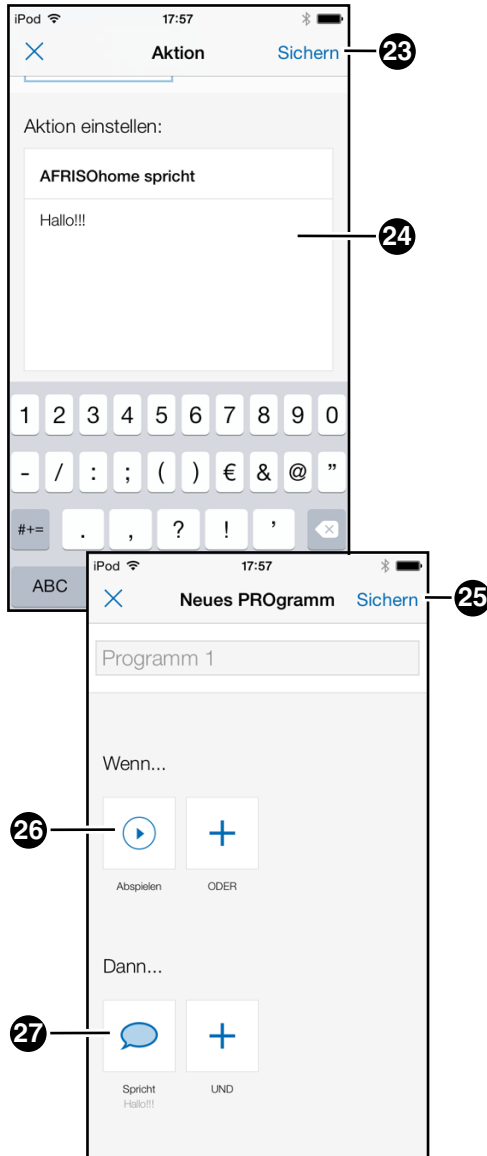 iPod 17:57
Aktion Sichern 23
Aktion einstellen:
AFRISOhome spricht
Hallo!!! 24
1 2 3 4 5 6 7 8 9 0
- / : ; ( ) € & @ ”
#+= . , ? ! ’
ABC
iPod 17:57
Neues PROgramm Sichern 25
Programm 1
Wenn...
26
Abspielen ODER
Dann...
27
Spricht UND
Hallo!!!